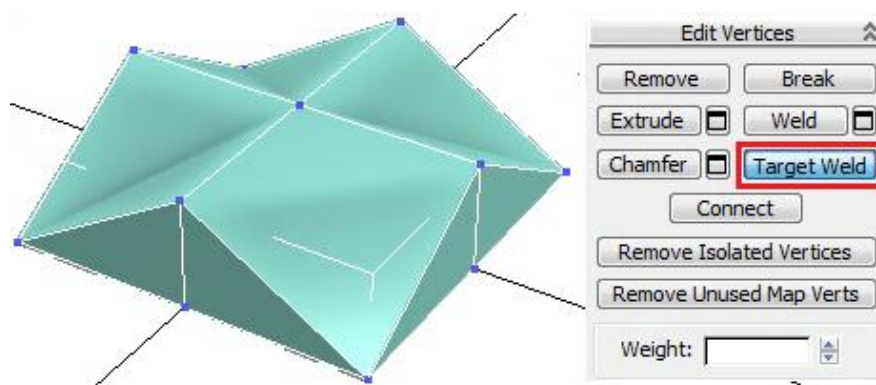 Edit Vertices
Remove Break
Extrude Weld
Chamfer Target Weld
Connect
Remove Isolated Vertices
Remove Unused Map Verts
Weight: